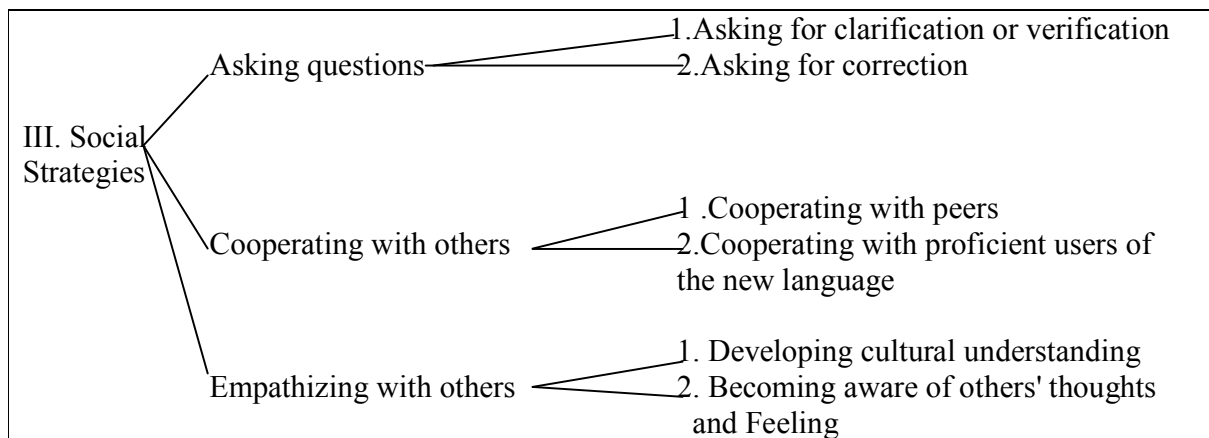 1.Asking for clarification or verification
Asking questions
2.Asking for correction
III. Social
Strategies
1 .Cooperating with peers
Cooperating with others
2.Cooperating with proficient users of
the new language
1. Developing cultural understanding
Empathizing with others
2. Becoming aware of others' thoughts
and Feeling